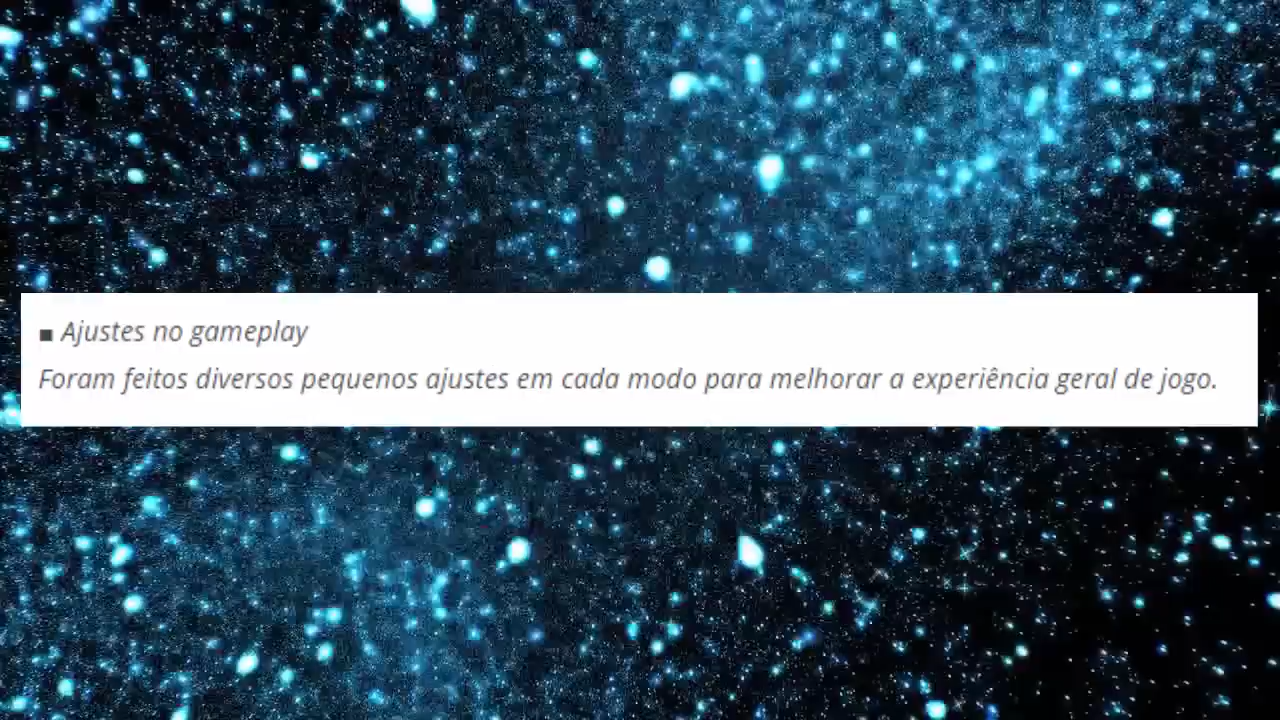 ■ Ajustes no gameplay
Foram feitos diversos pequenos ajustes em cada modo para melhorar a experiência geral de jogo.